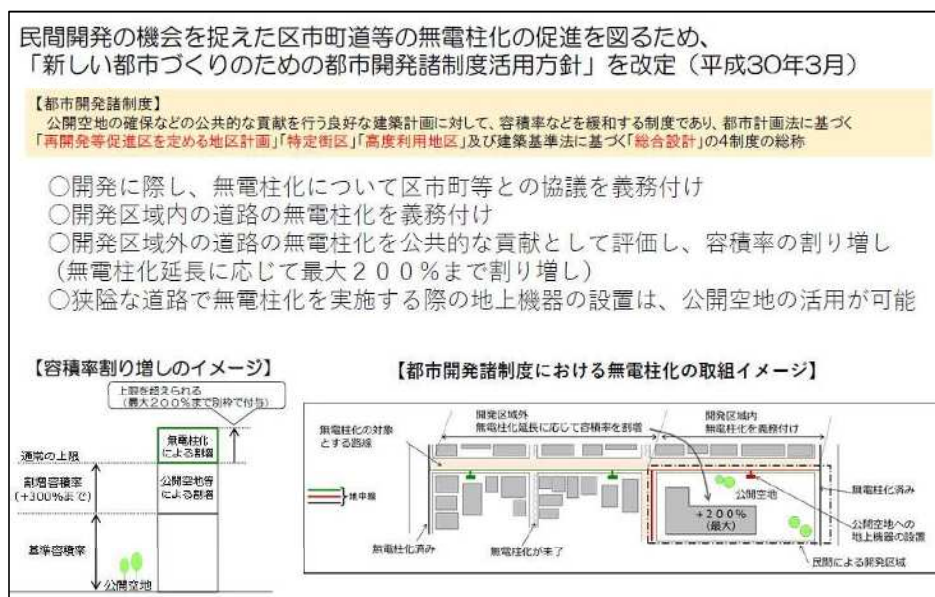 民間開発の機会を捉えた区市町道等の無電柱化の促進を図るため、
「新しい都市づくりのための都市開発諸制度活用方針」を改定（平成30年3月）
【都市開発諸制度】
公開空地の確保などの公共的な貢献を行う良好な建築計画に対して、容積率などを緩和する制度であり、都市計画法に基づく
「再開発等促進区を定める地区計画」「特定街区」「高度利用地区」及び建築基準法に基づく「総合設計」の4制度の総称
○開発に際し、無電柱化について区市町等との協議を義務付け
○開発区域内の道路の無電柱化を義務付け
○開発区域外の道路の無電柱化を公共的な貢献として評価し、容積率の割り増し
（無電柱化延長に応じて最大２００％まで割り増し）
○狭隘な道路で無電柱化を実施する際の地上機器の設置は、公開空地の活用が可能
【容積率割り増しのイメージ】
上限を超えられる
（最大２００％まで別枠で付与）
無電柱化
による割増
通常の上限
割増容積率
(+300%まで)
公開空地等
による割増
基準容積率
公開空地
【都市開発諸制度における無電柱化の取組イメージ】
開発区域外
無電柱化延長に応じて容積率を割増
開発区域内
無電柱化を義務付け
無電柱化の対象
とする路線
地中線
公開空地
+200%
(最大)
無電柱化済み
公開空地への
地上機器の設置
無電柱化済み
無電柱化が未了
民間による開発区域